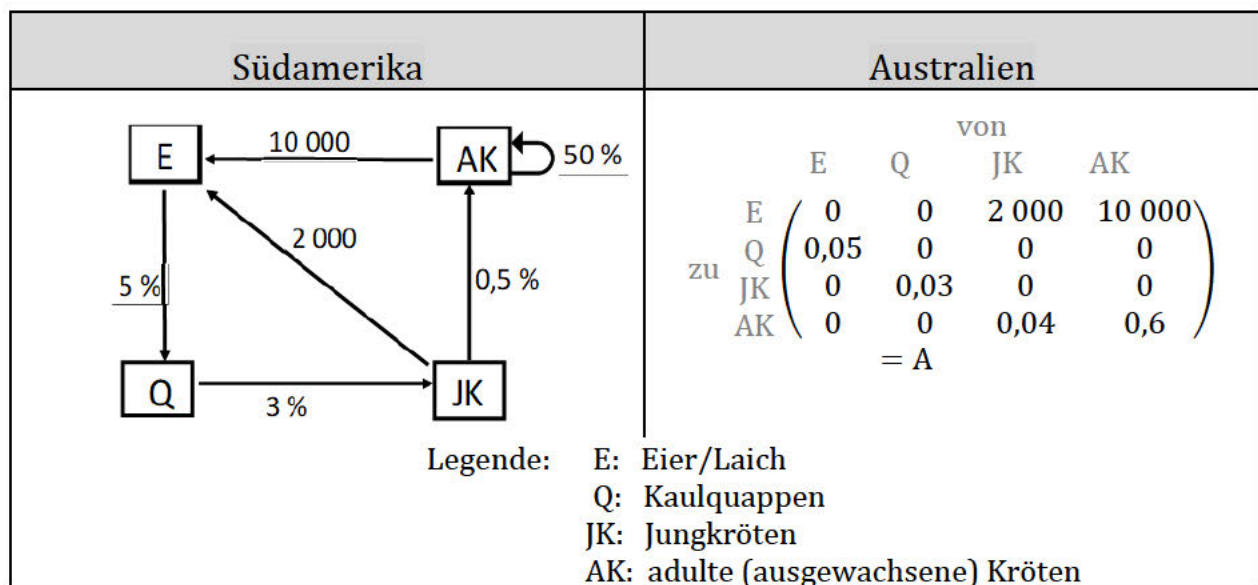 Südamerika
Australien
E
10 000
AK
50 %
2 000
5 %
0,5 %
Q
3 %
JK
von
E Q JK AK
E 0 0 2 000 10 000
Q 0,05 0 0 0
zu
JK 0 0,03 0 0
AK 0 0 0,04 0,6
= A
Legende: E: Eier/Laich
Q: Kaulquappen
JK: Jungkröten
AK: adulte (ausgewachsene) Kröten